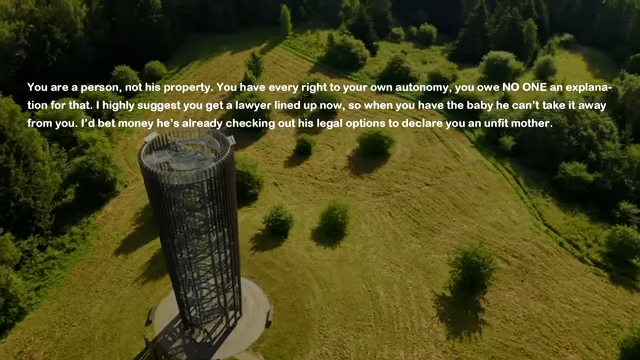 You are a person, not his property. You have every right to your own autonomy, you owe NO ONE an explana-
tion for that. I highly suggest you get a lawyer lined up now, so when you have the baby he can't take it away
from you. I'd bet money he's already checking out his legal options to declare you an unfit mother.